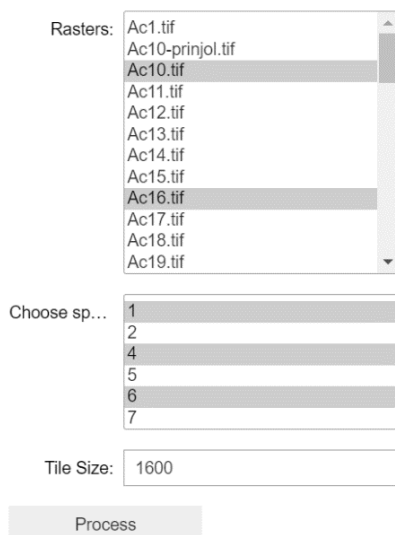 Rasters:
Ac1.tif
Ac10-prinjol.tif
Ac10.tif
Ac11.tif
Ac12.tif
Ac13.tif
Ac14.tif
Ac15.tif
Ac16.tif
Ac17.tif
Ac18.tif
Ac19.tif
Choose sp…
1
2
4
5
6
7
Tile Size: 1600
Process